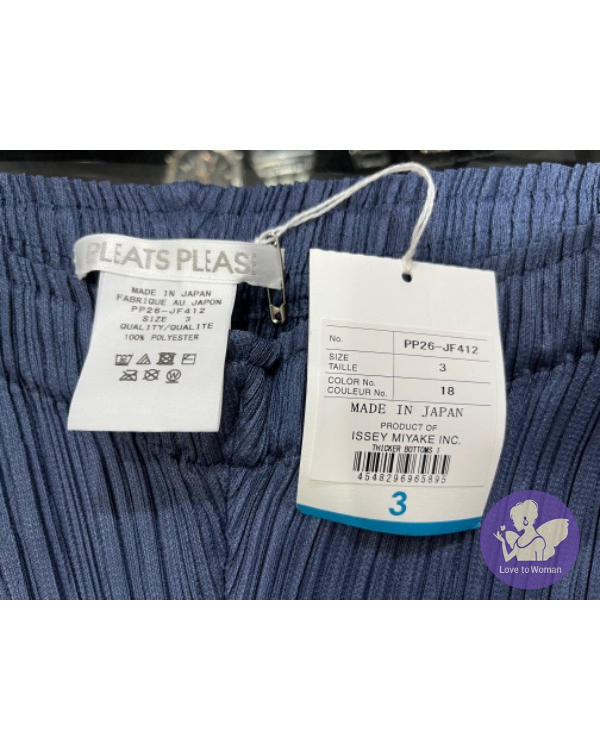 PLEATS PLEASE
MADE IN JAPAN
FABRIQUE AU JAPON
PP26-JF412
SIZE 3
QUALITY/QUALITE
100% POLYESTER
No. PP26-JF412
SIZE
TAILLE 3
COLOR No.
COULEUR No. 18
MADE IN JAPAN
PRODUCT OF
ISSEY MIYAKE INC.
THICKER BOTTOMS 1
4548296965895
3
Love to Woman